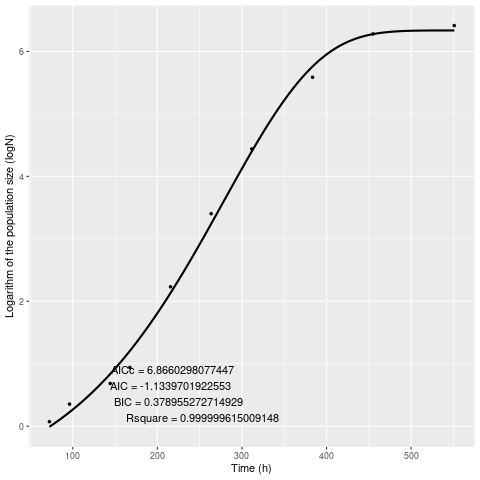 6
4
2
0
Logarithm of the population size (logN)
AICc = 6.8660298077447
AIC = -1.1339701922553
BIC = 0.378955272714929
Rsquare = 0.999999615009148
100 200 300 400 500
Time (h)